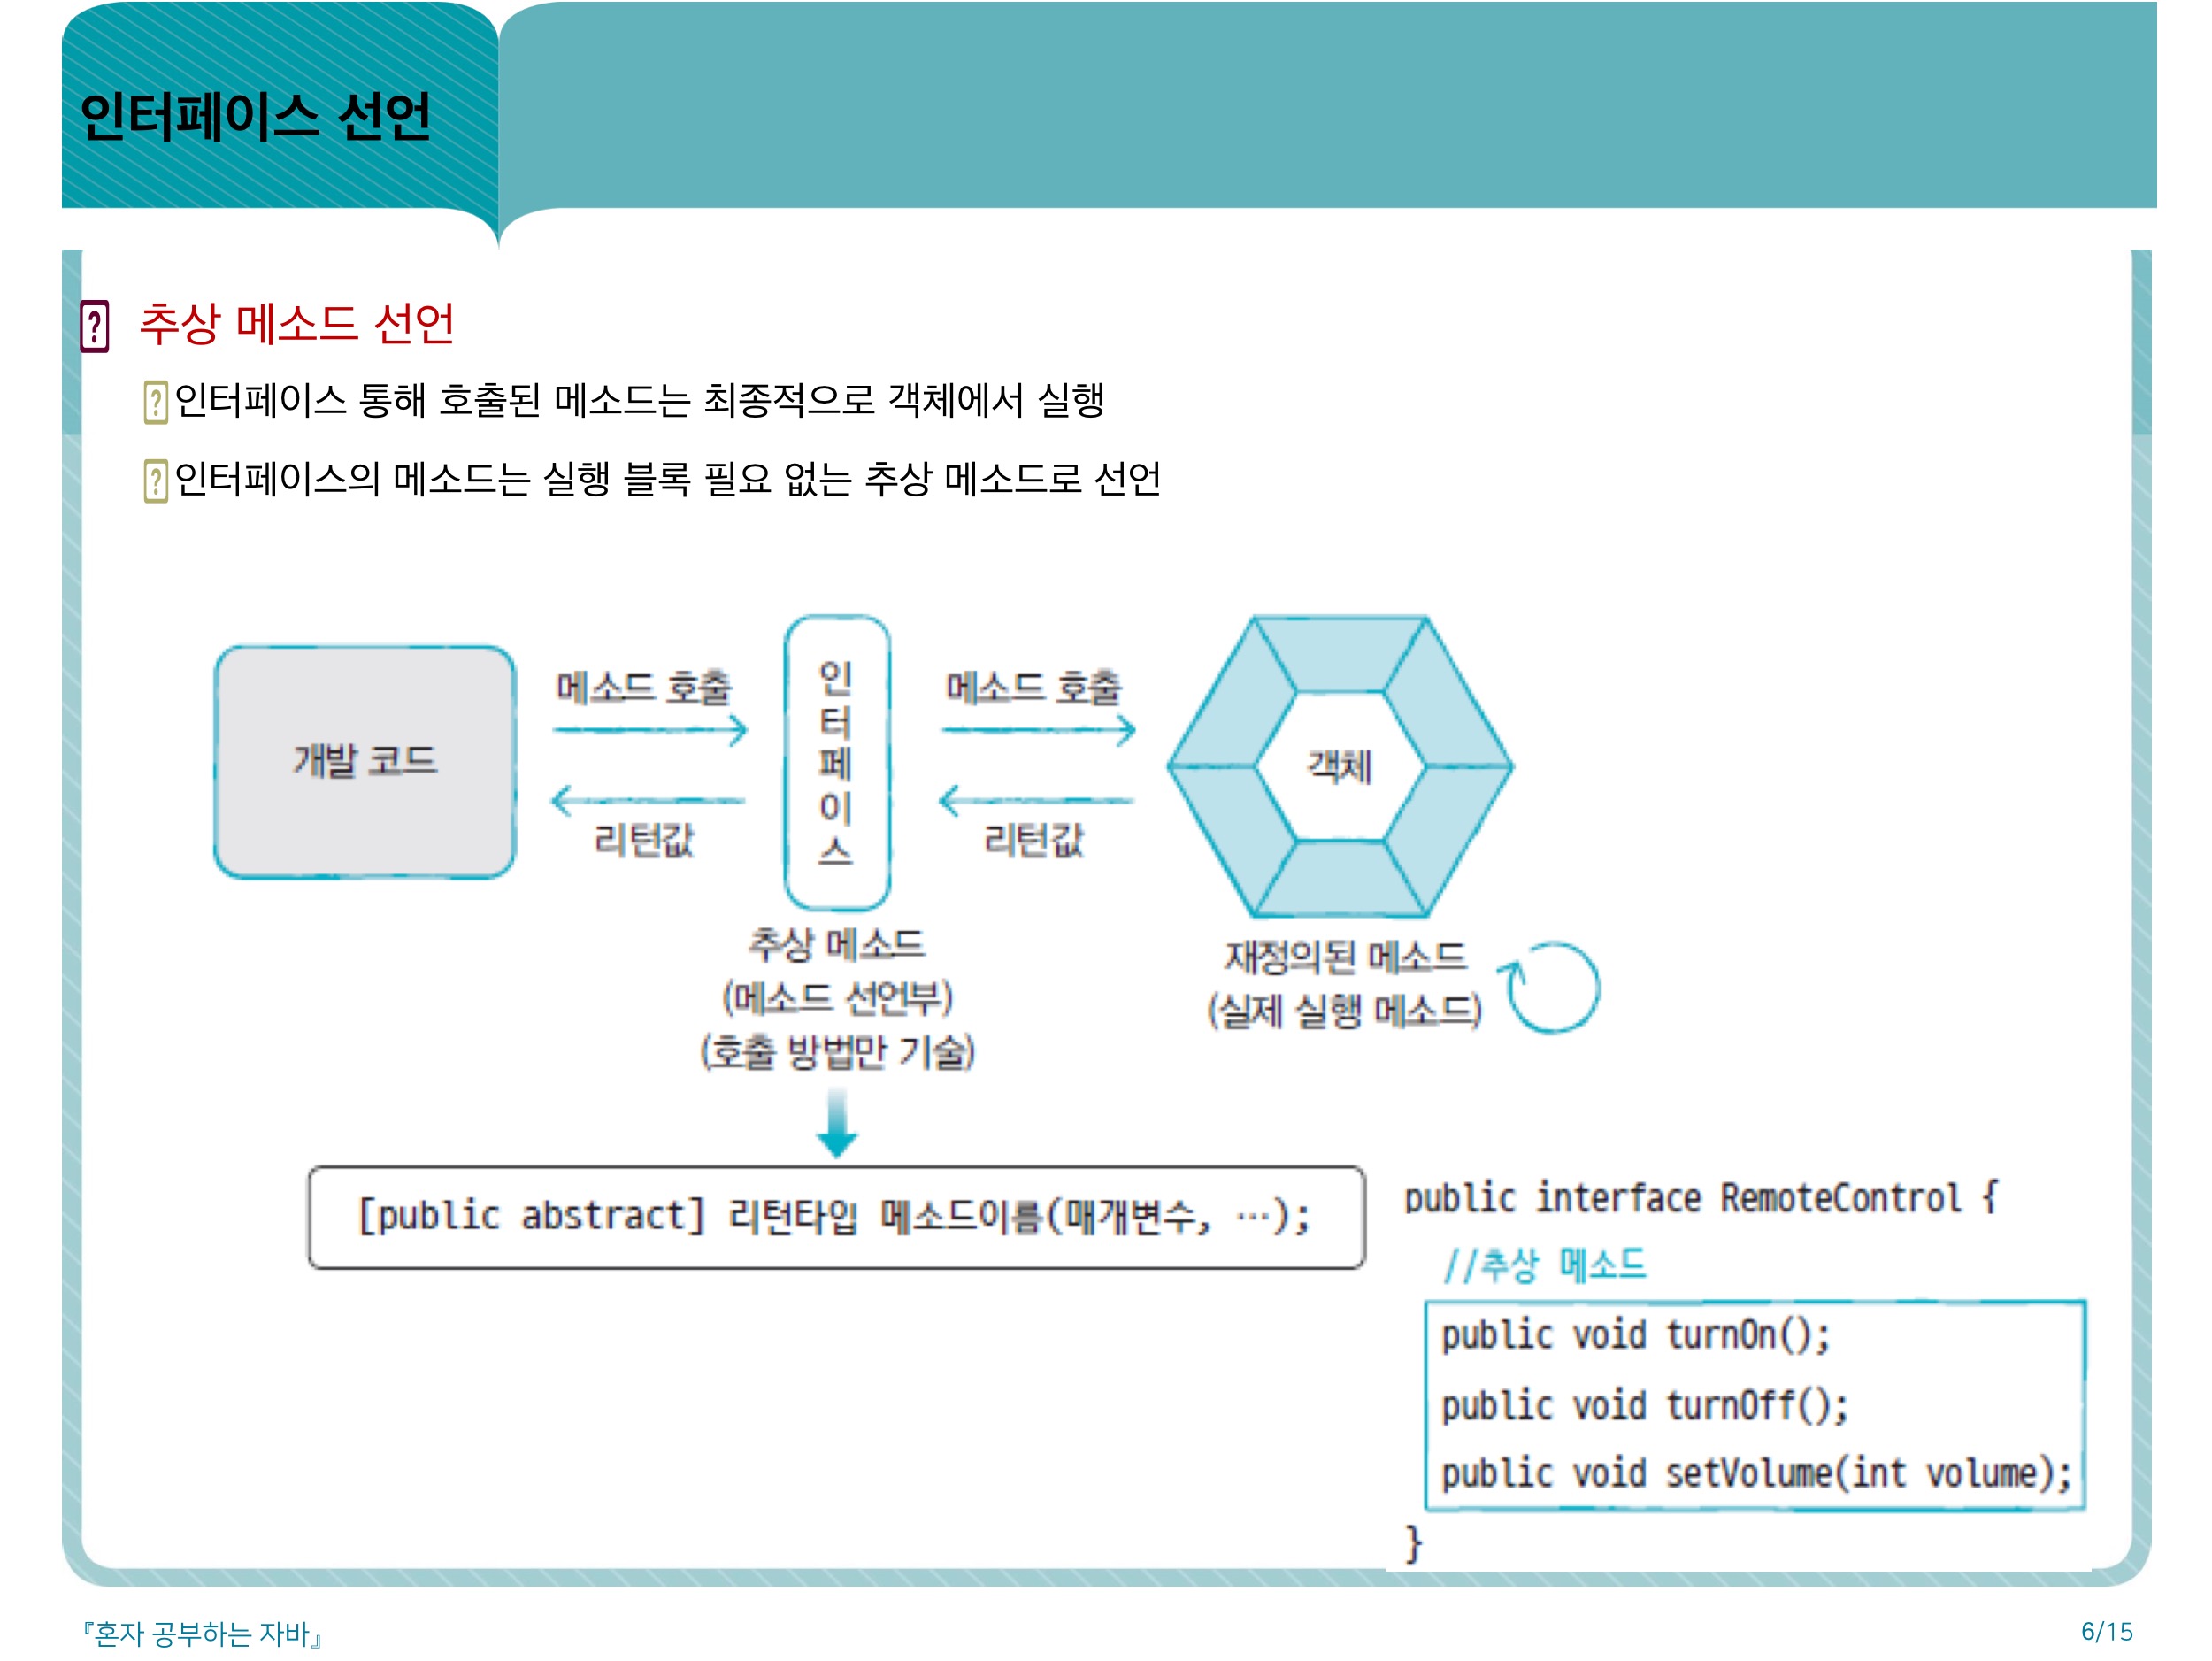 인터페이스 선언
추상 메소드 선언
인터페이스 통해 호출된 메소드는 최종적으로 객체에서 실행
인터페이스의 메소드는 실행 블록 필요 없는 추상 메소드로 선언
개발 코드
메소드 호출
리턴값
인터페이스
메소드 호출
리턴값
객체
추상 메소드
(메소드 선언부)
(호출 방법만 기술)
재정의된 메소드
(실제 실행 메소드)
[public abstract] 리턴타입 메소드이름(매개변수, …);
public interface RemoteControl {
//추상 메소드
public void turnOn();
public void turnOff();
public void setVolume(int volume);
}
『혼자 공부하는 자바』
6/15